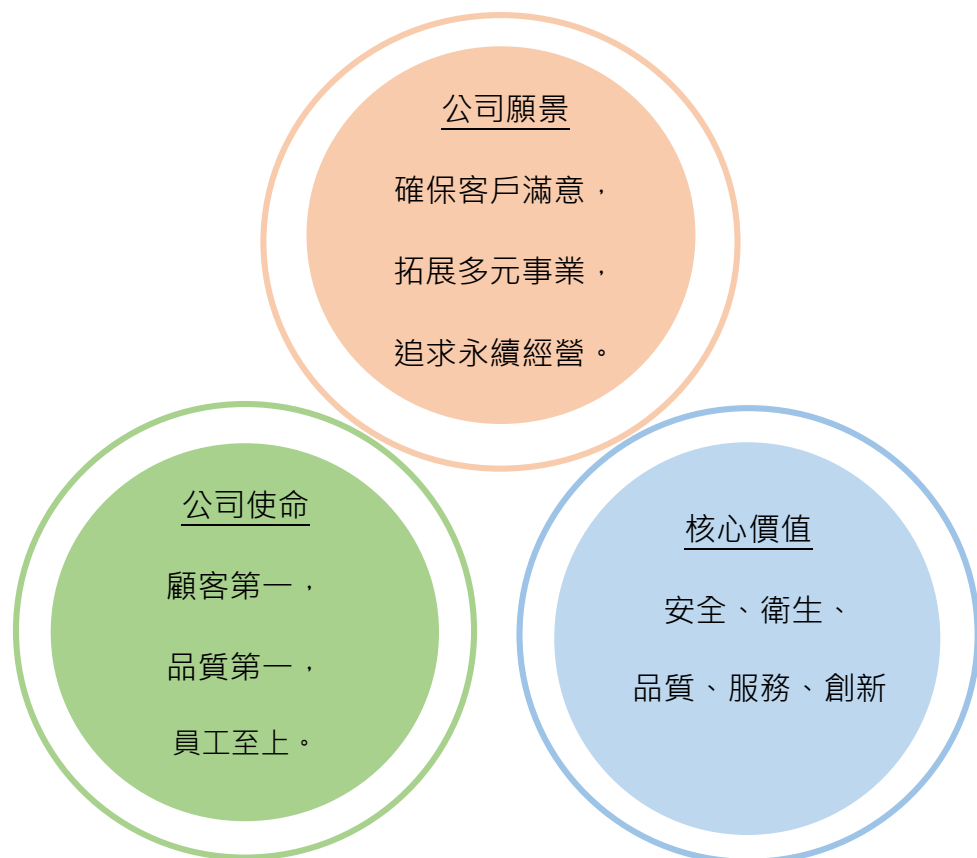 公司願景
確保客戶滿意，
拓展多元事業，
追求永續經營。
公司使命
顧客第一，
品質第一，
員工至上。
核心價值
安全、衛生、
品質、服務、創新